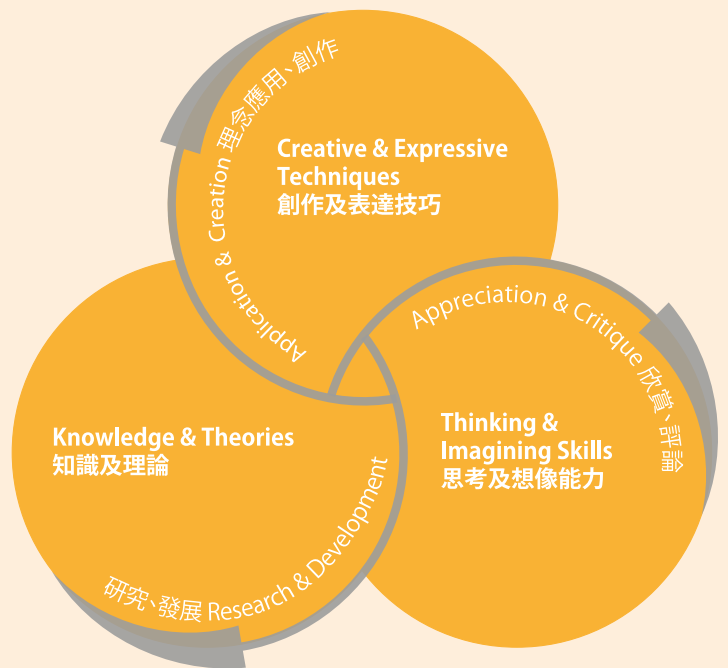 Application & Creation 理念應用、創作
Creative & Expressive
Techniques
創作及表達技巧
Appreciation & Critique 欣賞、評論
Knowledge & Theories
知識及理論
Thinking &
Imagining Skills
思考及想像能力
研究、發展 Research & Development